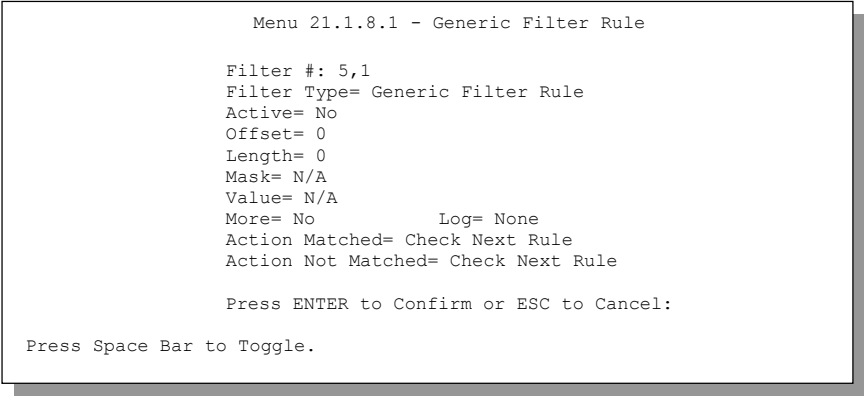 Menu 21.1.8.1 - Generic Filter Rule
Filter #: 5,1
Filter Type= Generic Filter Rule
Active= No
Offset= 0
Length= 0
Mask= N/A
Value= N/A
More= No Log= None
Action Matched= Check Next Rule
Action Not Matched= Check Next Rule
Press ENTER to Confirm or ESC to Cancel:
Press Space Bar to Toggle.